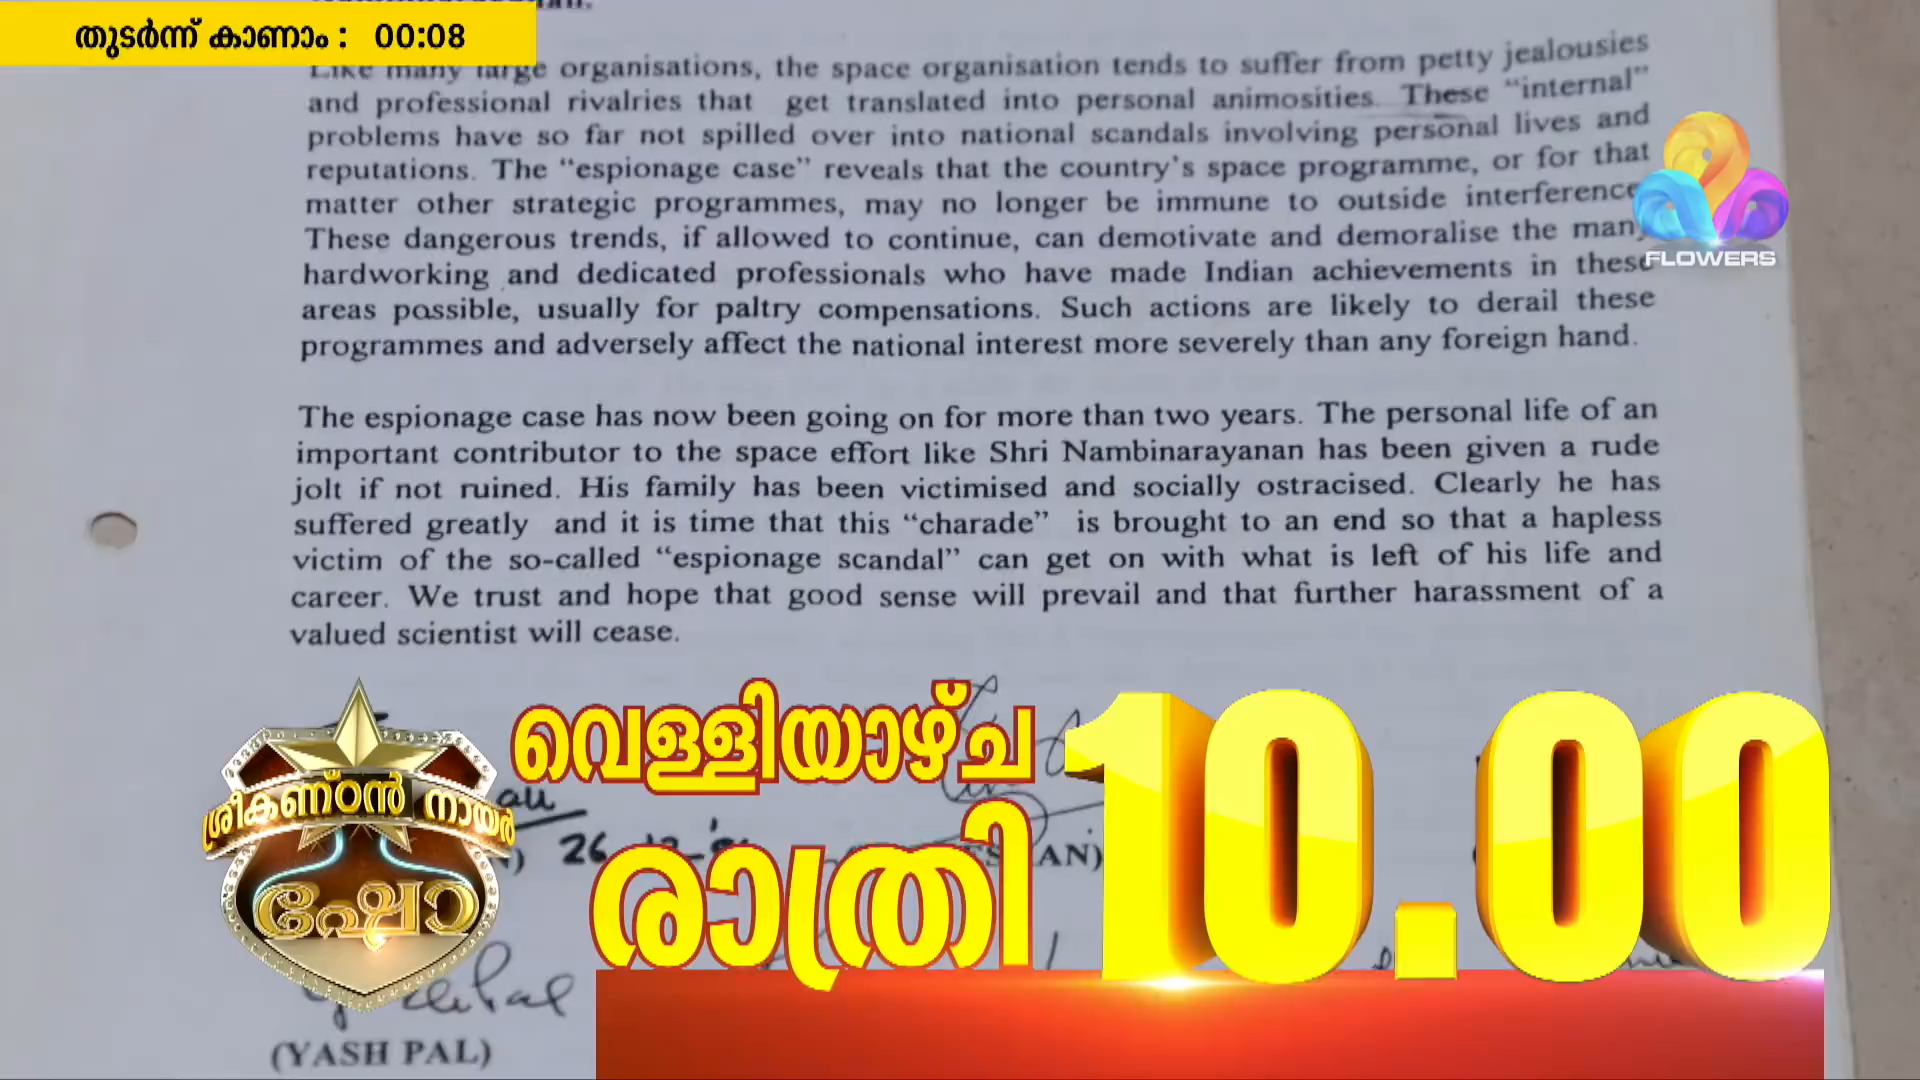 തുടർന്ന് കാണാം : 00:08
Like many large organisations, the space organisation tends to suffer from petty jealousies
and professional rivalries that get translated into personal animosities. These “internal”
problems have so far not spilled over into national scandals involving personal lives and
reputations. The “espionage case” reveals that the country's space programme, or for that
matter other strategic programmes, may no longer be immune to outside interference.
These dangerous trends, if allowed to continue, can demotivate and demoralise the many
hardworking and dedicated professionals who have made Indian achievements in these
areas possible, usually for paltry compensations. Such actions are likely to derail these
programmes and adversely affect the national interest more severely than any foreign hand.
FLOWERS
The espionage case has now been going on for more than two years. The personal life of an
important contributor to the space effort like Shri Nambinarayanan has been given a rude
jolt if not ruined. His family has been victimised and socially ostracised. Clearly he has
suffered greatly and it is time that this “charade” is brought to an end so that a hapless
victim of the so-called “espionage scandal” can get on with what is left of his life and
career. We trust and hope that good sense will prevail and that further harassment of a
valued scientist will cease.
വെള്ളിയാഴ്ച 10.00
രാത്രി
ശ്രീകണ്ഠൻ നായർ
ഷോ
(YASH PAL)